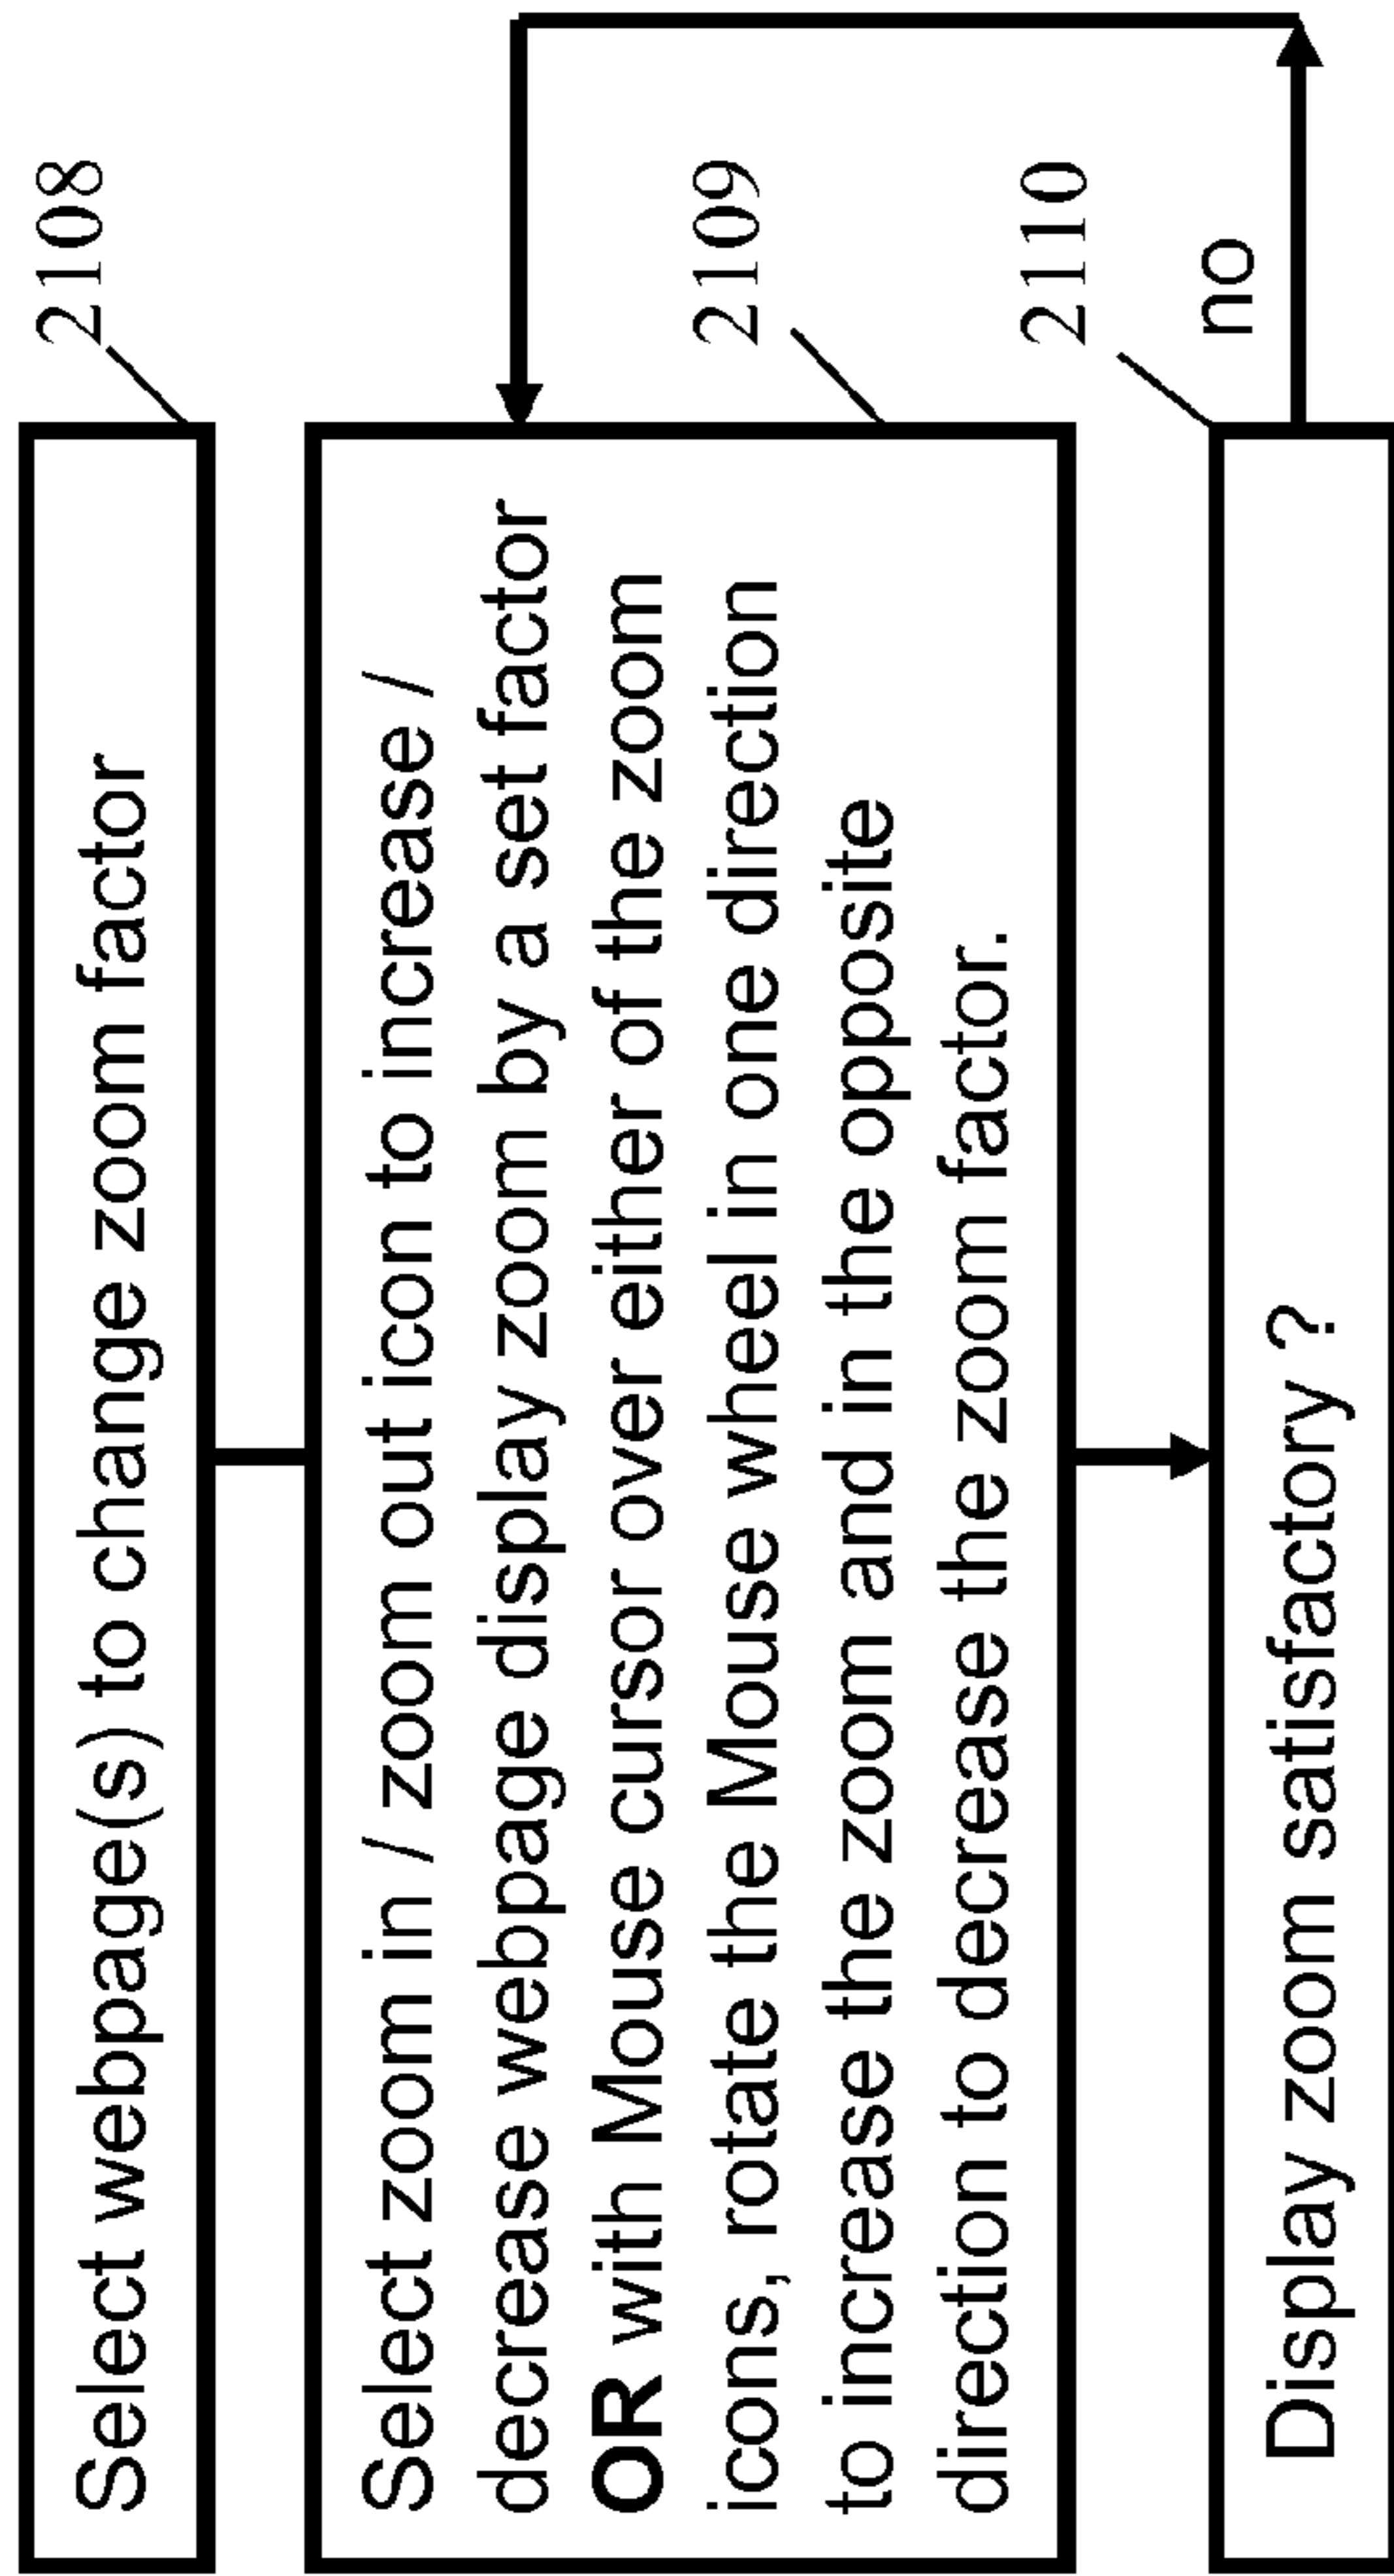 Select webpage(s) to change zoom factor
2108
Select zoom in / zoom out icon to increase /
decrease webpage display zoom by a set factor
OR with Mouse cursor over either of the zoom
icons, rotate the Mouse wheel in one direction
to increase the zoom and in the opposite
direction to decrease the zoom factor.
2109
Display zoom satisfactory ?
2110
no